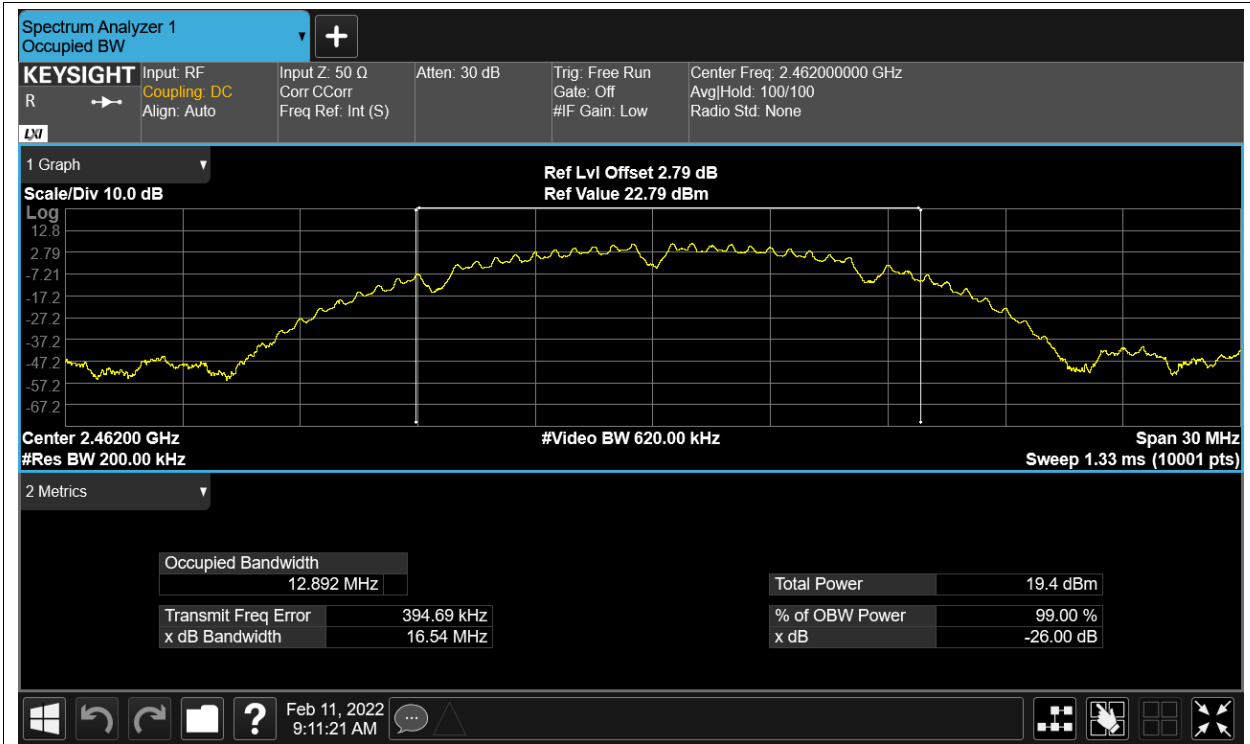 Spectrum Analyzer 1
Occupied BW
KEYSIGHT Input: RF Input Z: 50 Ω Atten: 30 dB Trig: Free Run Center Freq: 2.462000000 GHz
R Coupling: DC Corr CCorr Gate: Off Avg|Hold: 100/100
Align: Auto Freq Ref: Int (S) #IF Gain: Low Radio Std: None
LXI
1 Graph
Ref Lvl Offset 2.79 dB
Scale/Div 10.0 dB Ref Value 22.79 dBm
Log
12.8
2.79
-7.21
-17.2
-27.2
-37.2
-47.2
-57.2
-67.2
Center 2.46200 GHz #Video BW 620.00 kHz Span 30 MHz
#Res BW 200.00 kHz Sweep 1.33 ms (10001 pts)
2 Metrics
Occupied Bandwidth
12.892 MHz Total Power 19.4 dBm
Transmit Freq Error 394.69 kHz % of OBW Power 99.00 %
x dB Bandwidth 16.54 MHz x dB -26.00 dB
Feb 11, 2022
9:11:21 AM